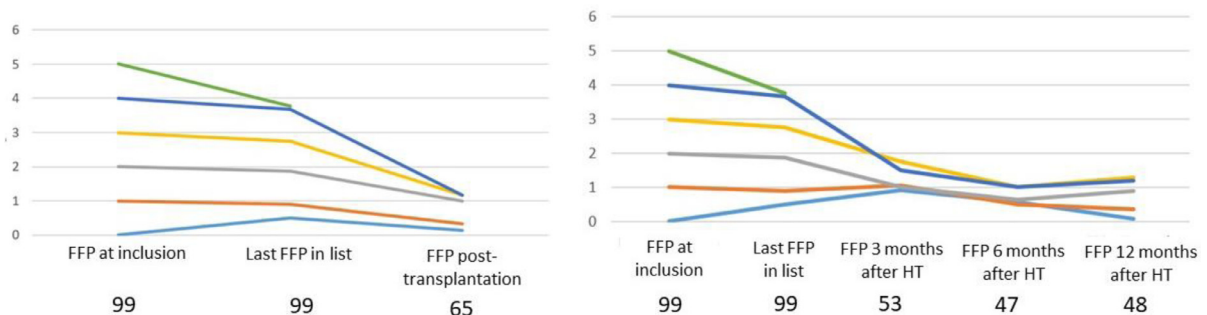 6
5
4
3
2
1
0
FFP at inclusion
Last FFP in list
FFP post-
transplantation
99
99
65
6
5
4
3
2
1
0
FFP at
inclusion
Last FFP
in list
FFP 3 months
after HT
FFP 6 months
after HT
FFP 12 months
after HT
99
99
53
47
48